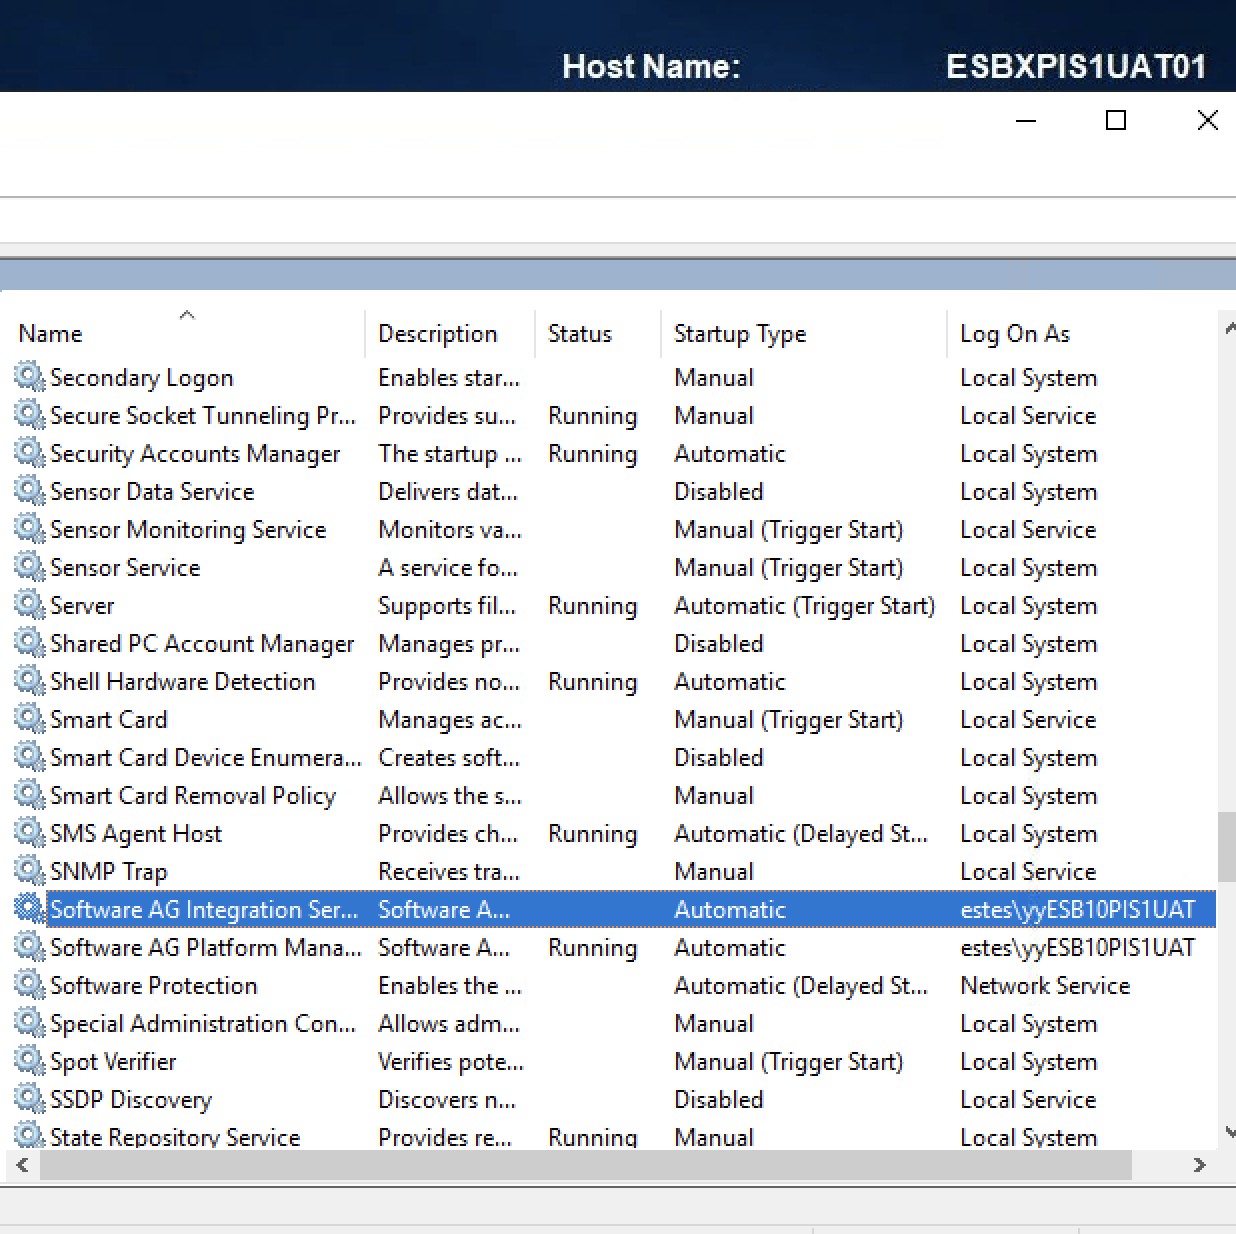 Host Name: ESBXPIS1UAT01
Name Description Status Startup Type Log On As
Secondary Logon Enables star... Manual Local System
Secure Socket Tunneling Pr... Provides su... Running Manual Local Service
Security Accounts Manager The startup ... Running Automatic Local System
Sensor Data Service Delivers dat... Disabled Local System
Sensor Monitoring Service Monitors va... Manual (Trigger Start) Local Service
Sensor Service A service fo... Manual (Trigger Start) Local System
Server Supports fil... Running Automatic (Trigger Start) Local System
Shared PC Account Manager Manages pr... Disabled Local System
Shell Hardware Detection Provides no... Running Automatic Local System
Smart Card Manages ac... Manual (Trigger Start) Local Service
Smart Card Device Enumera... Creates soft... Disabled Local System
Smart Card Removal Policy Allows the s... Manual Local System
SMS Agent Host Provides ch... Running Automatic (Delayed St... Local System
SNMP Trap Receives tra... Manual Local Service
Software AG Integration Ser... Software A... Automatic estes\yyESB10PIS1UAT
Software AG Platform Mana... Software A... Running Automatic estes\yyESB10PIS1UAT
Software Protection Enables the ... Automatic (Delayed St... Network Service
Special Administration Con... Allows adm... Manual Local System
Spot Verifier Verifies pote... Manual (Trigger Start) Local System
SSDP Discovery Discovers n... Disabled Local Service
State Repository Service Provides re... Running Manual Local System